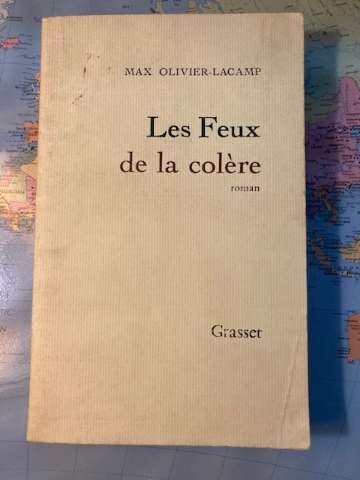 MAX OLIVIER-LACAMP
Les Feux
de la colère
roman
Grasset